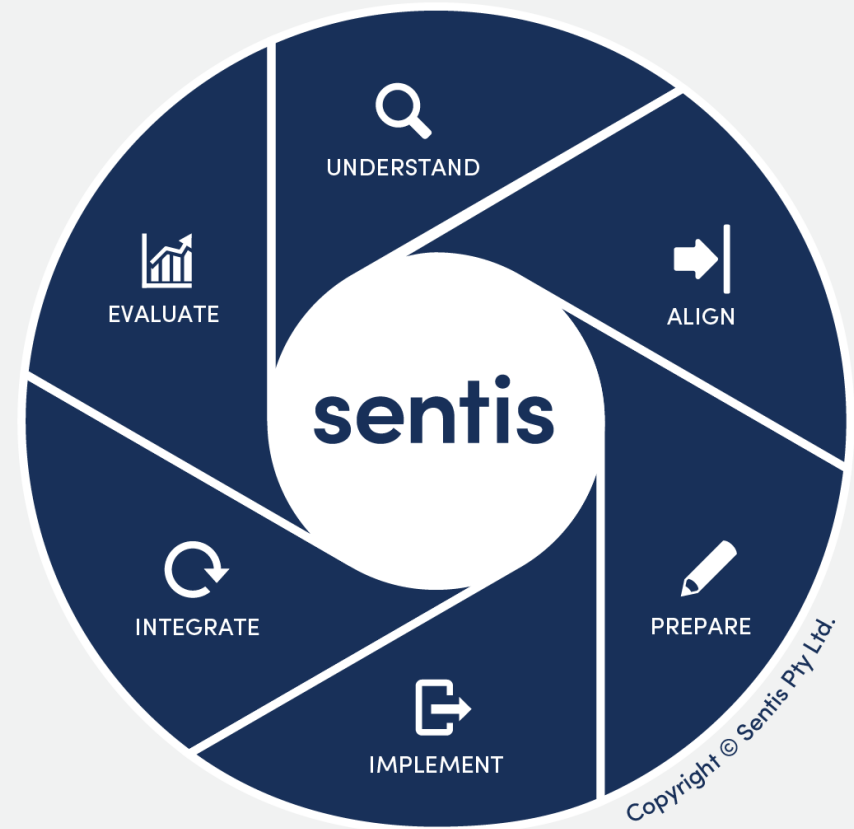 UNDERSTAND
ALIGN
PREPARE
IMPLEMENT
INTEGRATE
EVALUATE
sentis
Copyright © Sentis Pty Ltd.